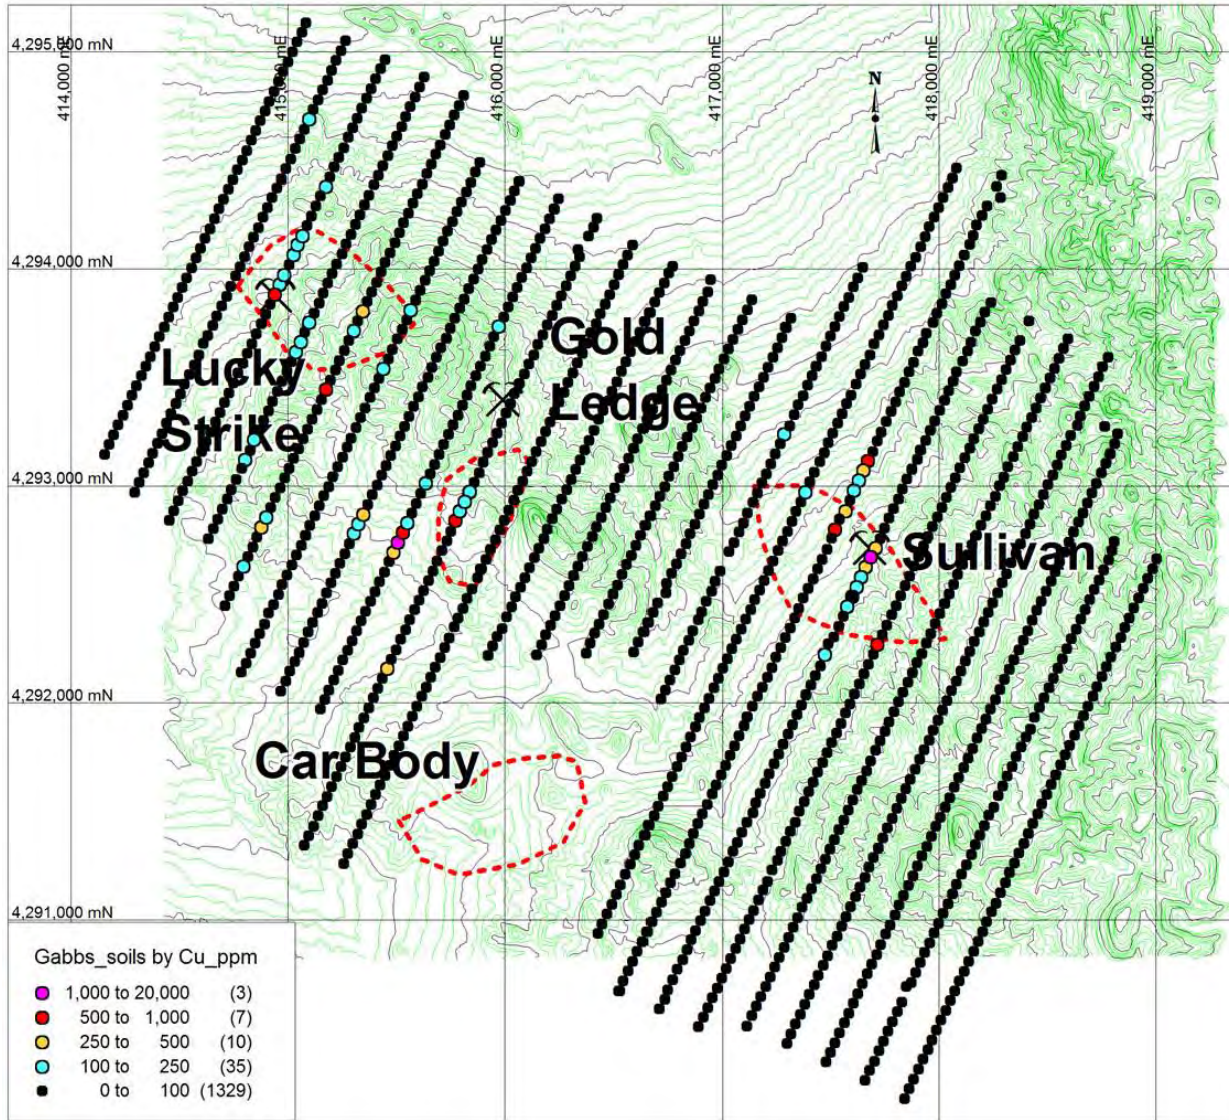 4,295,000 mN
414,000 mE
415,000 mE
416,000 mE
417,000 mE
418,000 mE
419,000 mE
N
4,294,000 mN
Gold
Ledge
Lucky
Strike
4,293,000 mN
Sullivan
4,292,000 mN
Car Body
4,291,000 mN
Gabbs_soils by Cu_ppm
1,000 to 20,000 (3)
500 to 1,000 (7)
250 to 500 (10)
100 to 250 (35)
0 to 100 (1329)